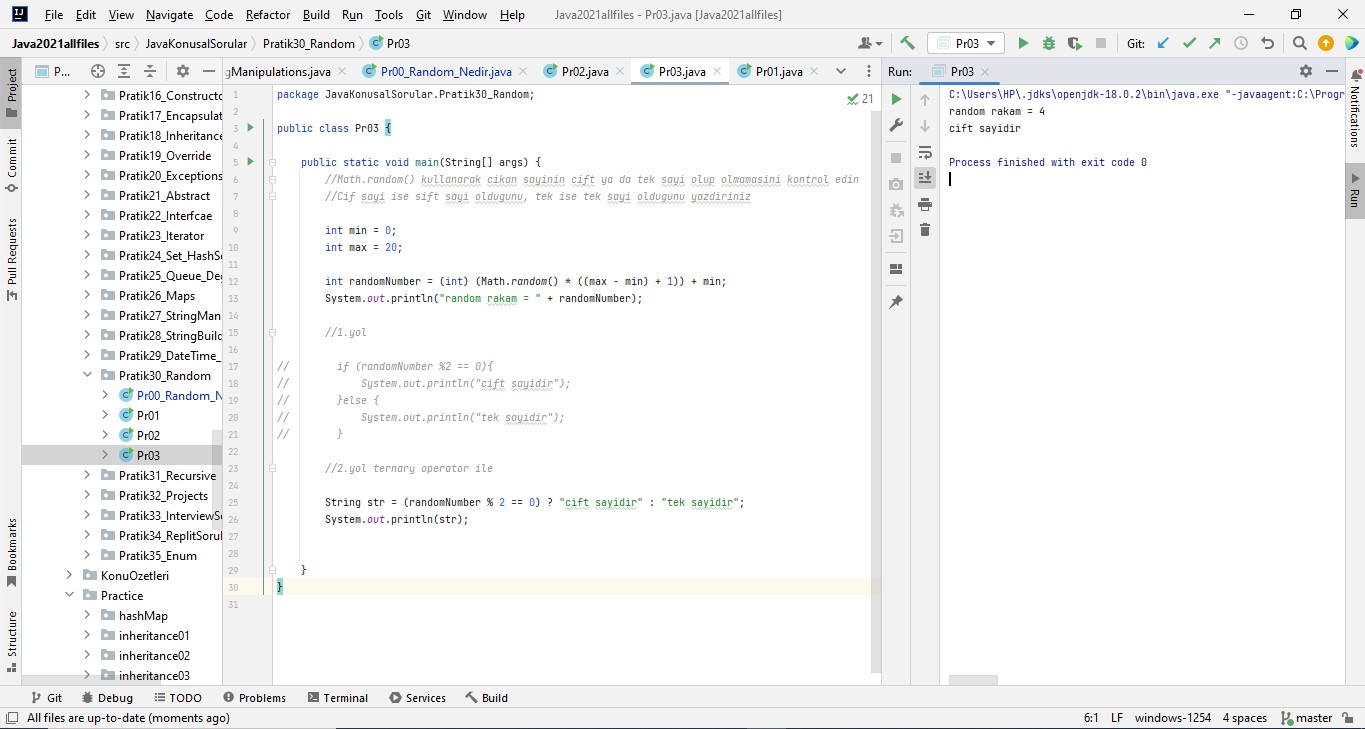 File Edit View Navigate Code Refactor Build Run Tools Git Window Help Java2021allfiles - Pr03.java [Java2021allfiles]
Java2021allfiles src JavaKonusalSorular Pratik30_Random Pr03 Pr03 Git:
P... gManipulations.java Pr00_Random_Nedir.java Pr02.java Pr03.java Pr01.java Run: Pr03
Project
Commit
Pull Requests
Bookmarks
Structure
Pratik16_Constructo
Pratik17_Encapsulat
Pratik18_Inheritance
Pratik19_Override
Pratik20_Exceptions
Pratik21_Abstract
Pratik22_Interfcae
Pratik23_Iterator
Pratik24_Set_HashSe
Pratik25_Queue_De
Pratik26_Maps
Pratik27_StringMan
Pratik28_StringBuild
Pratik29_DateTime_
Pratik30_Random
Pr00_Random_N
Pr01
Pr02
Pr03
Pratik31_Recursive
Pratik32_Projects
Pratik33_InterviewSo
Pratik34_ReplitSorul
Pratik35_Enum
KonuOzetleri
Practice
hashMap
inheritance01
inheritance02
inheritance03
1 package JavaKonusalSorular.Pratik30_Random; 21
2
3 public class Pr03 {
4
5 public static void main(String[] args) {
6 //Math.random() kullanarak cikan sayinin cift ya da tek sayi olup olmamasini kontrol edin
7 //Cif sayi ise sift sayi oldugunu, tek ise tek sayi oldugunu yazdiriniz
8
9 int min = 0;
10 int max = 20;
11
12 int randomNumber = (int) (Math.random() * ((max - min) + 1)) + min;
13 System.out.println("random rakam = " + randomNumber);
14
15 //1.yol
16
17 // if (randomNumber %2 == 0){
18 // System.out.println("cift sayidir");
19 // }else {
20 // System.out.println("tek sayidir");
21 // }
22
23 //2.yol ternary operator ile
24
25 String str = (randomNumber % 2 == 0) ? "cift sayidir" : "tek sayidir";
26 System.out.println(str);
27
28
29 }
30 }
31
C:\Users\HP\.jdks\openjdk-18.0.2\bin\java.exe "-javaagent:C:\Progr
random rakam = 4
cift sayidir
Process finished with exit code 0
Notifications
Run
Git Debug TODO Problems Terminal Services Build
All files are up-to-date (moments ago) 6:1 LF windows-1254 4 spaces master